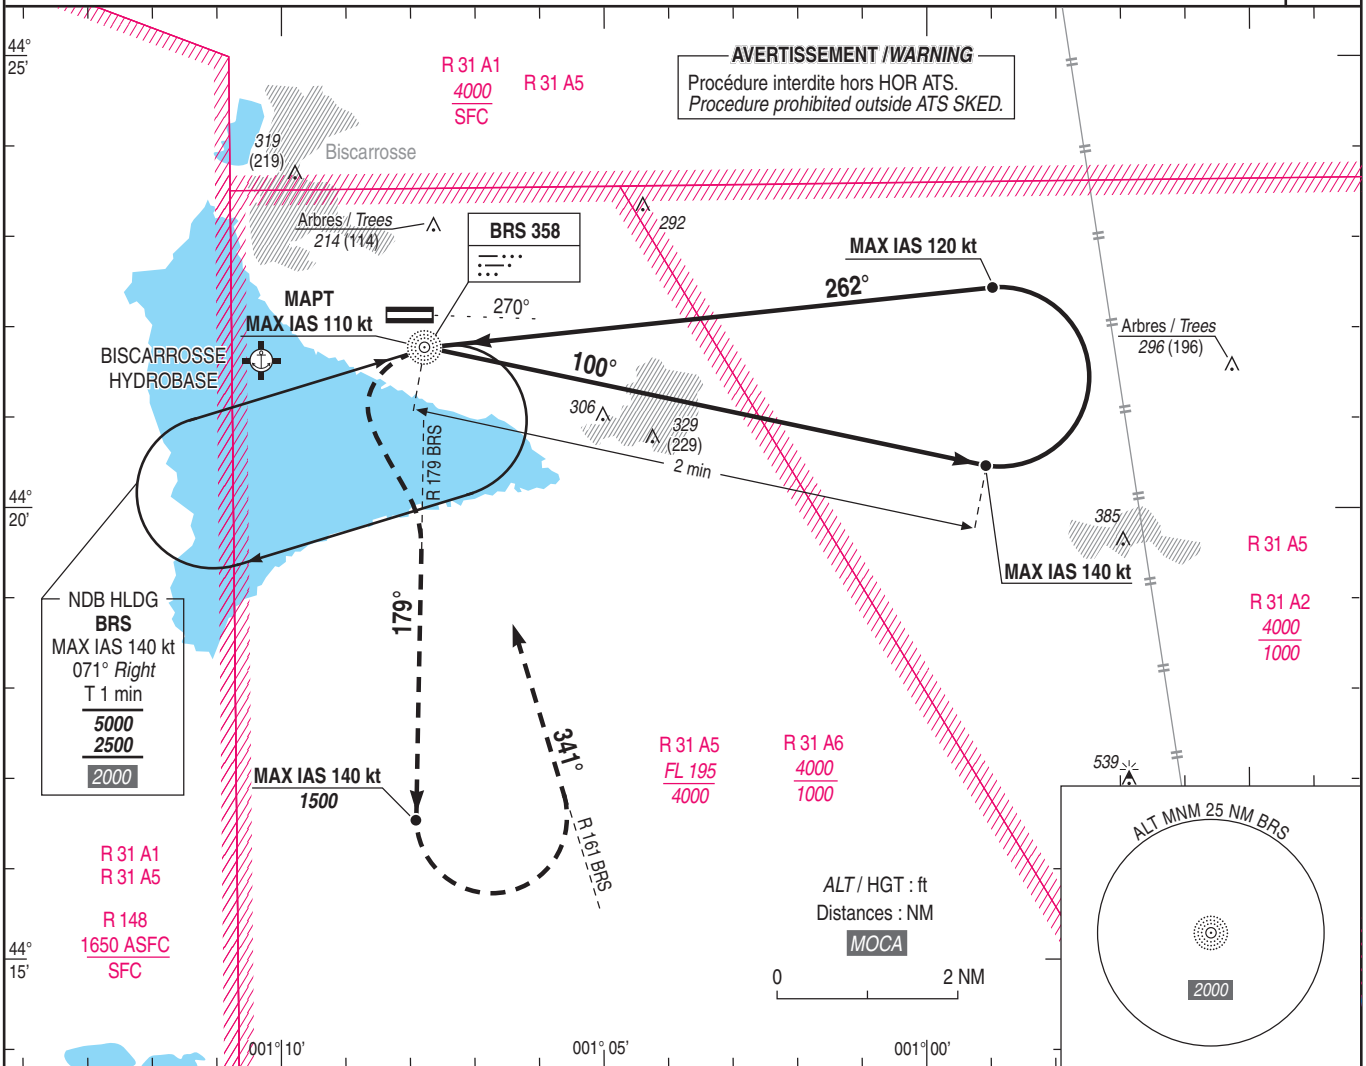 44°
25'
R 31 A1
4000
SFC
R 31 A5
AVERTISSEMENT / WARNING
Procédure interdite hors HOR ATS.
Procedure prohibited outside ATS SKED.
319
(219)
Biscarrosse
Arbres / Trees
214 (114)
BRS 358
292
MAX IAS 120 kt
262°
MAPT
MAX IAS 110 kt
270°
Arbres / Trees
296 (196)
BISCARROSSE
HYDROBASE
100°
306
329
(229)
2 min
R 179 BRS
44°
20'
385
R 31 A5
MAX IAS 140 kt
R 31 A2
4000
1000
NDB HLDG
BRS
MAX IAS 140 kt
071° Right
T 1 min
5000
2500
2000
179°
341°
R 161 BRS
MAX IAS 140 kt
1500
R 31 A5
FL 195
4000
R 31 A6
4000
1000
539
ALT MNM 25 NM BRS
2000
R 31 A1
R 31 A5
R 148
1650 ASFC
SFC
ALT / HGT : ft
Distances : NM
MOCA
0
2 NM
44°
15'
001°10'
001°05'
001°00'